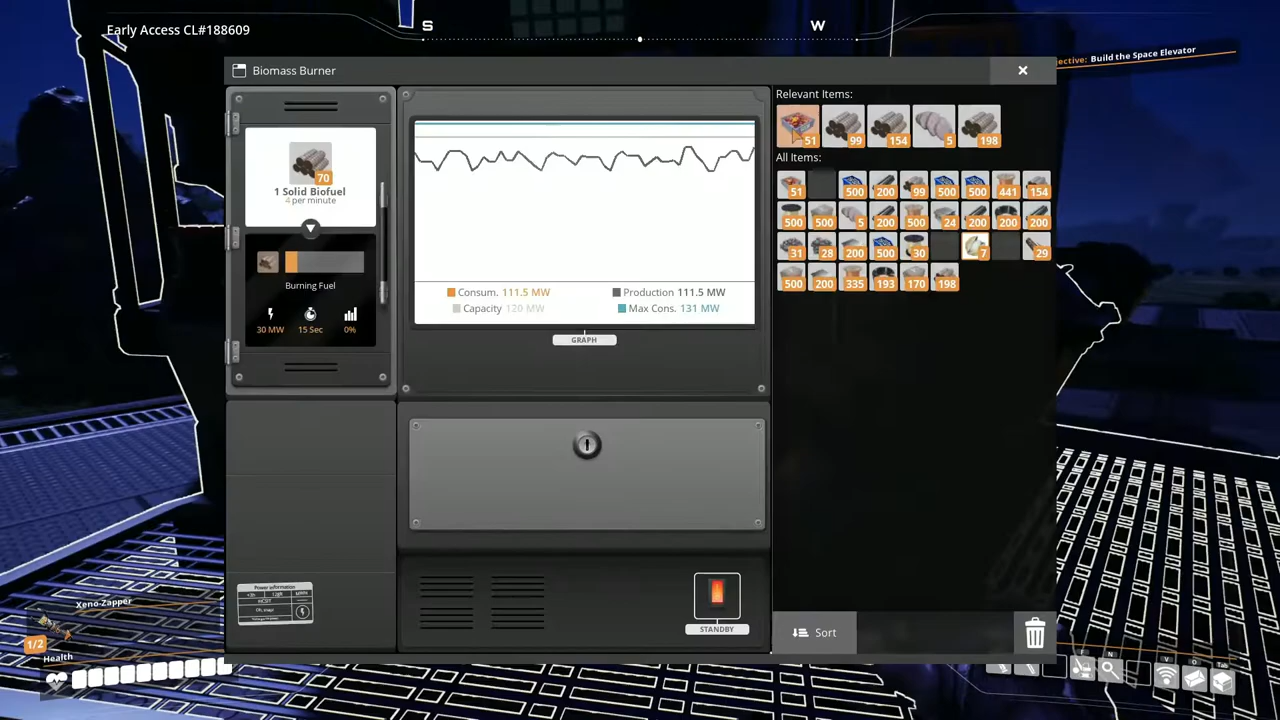 Early Access CL#188609
S
W
ective: Build the Space Elevator
Biomass Burner
70
1 Solid Biofuel
4 per minute
Burning Fuel
30 MW 15 Sec 0%
Consum. 111.5 MW Production 111.5 MW
Capacity 120 MW Max Cons. 131 MW
GRAPH
STANDBY
Power information
Relevant Items:
51 99 154 5 198
All Items:
51 500 200 99 500 500 441 154
500 500 5 200 500 24 200 200 200
31 28 200 500 30 7 29
500 200 335 193 170 198
Sort
Xeno-Zapper
1/2
Health
F N V O Tab